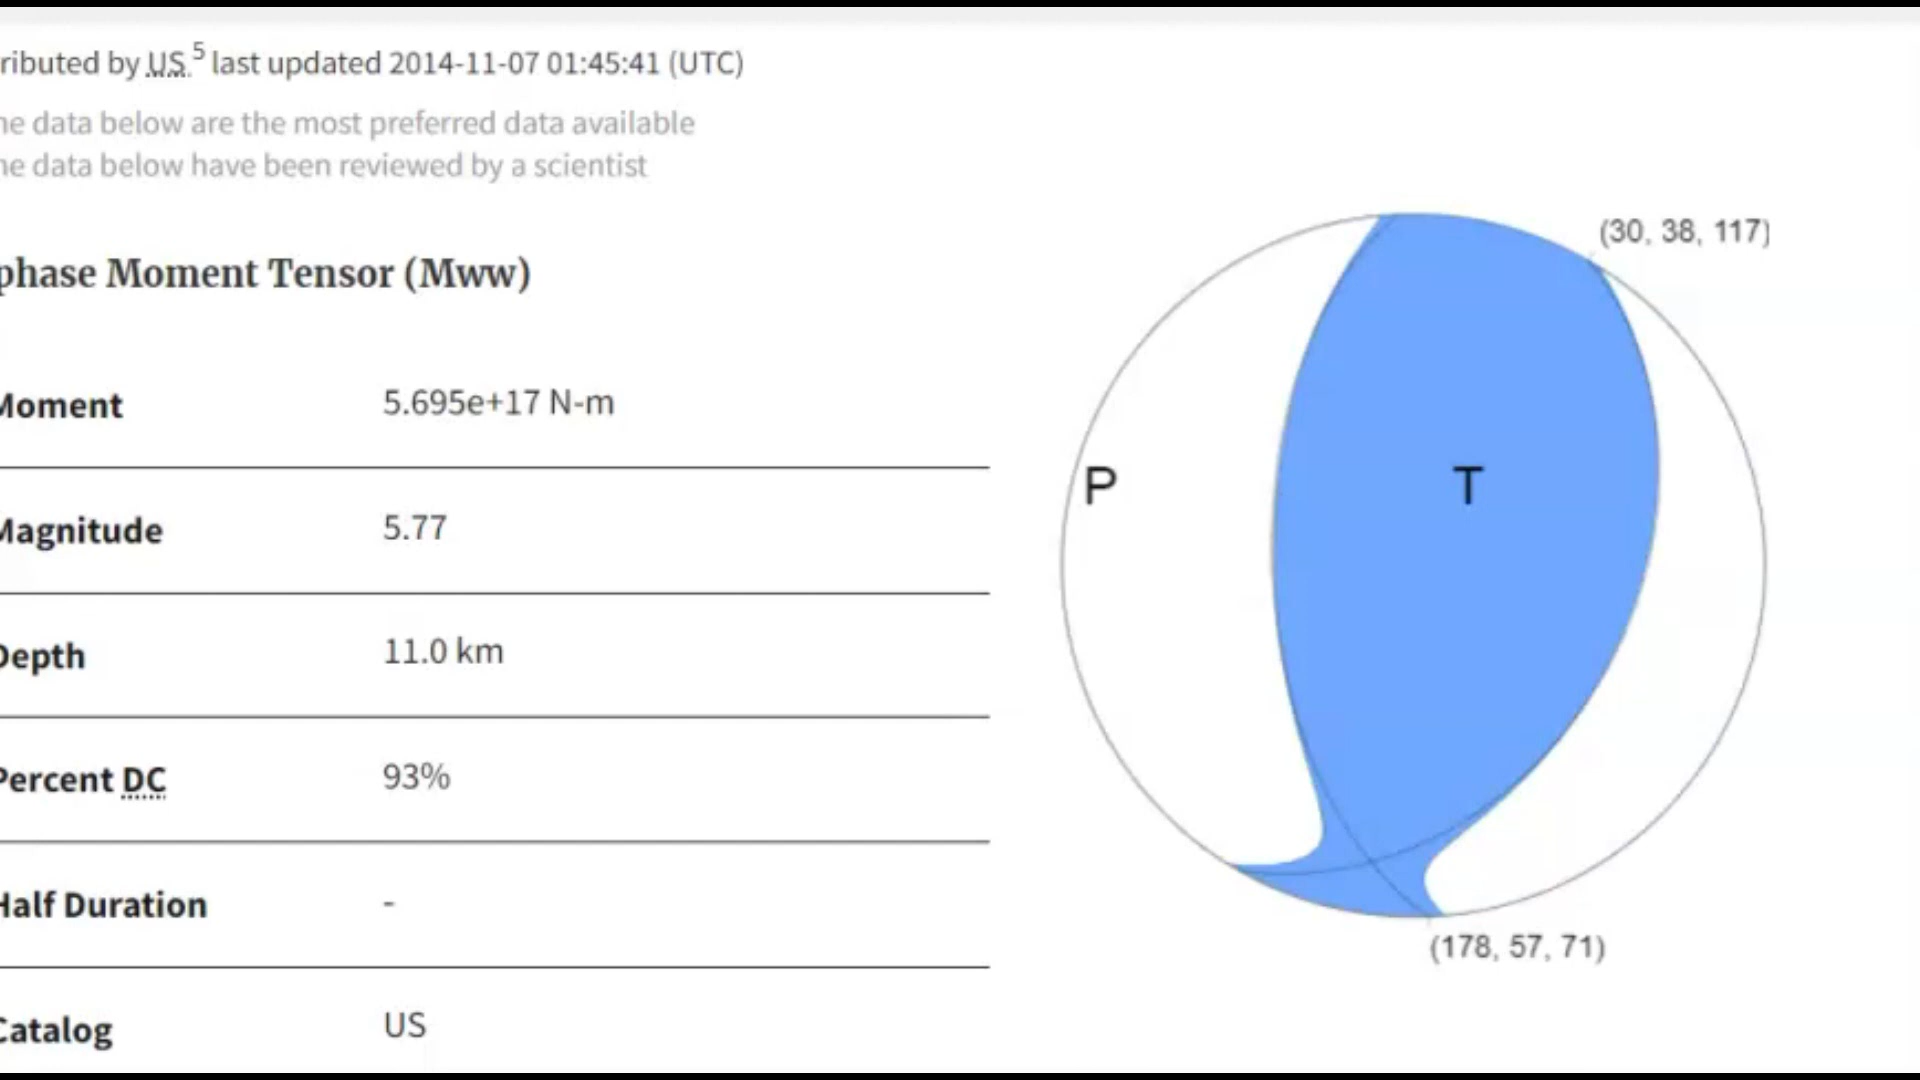 ributed by US 5 last updated 2014-11-07 01:45:41 (UTC)
he data below are the most preferred data available
he data below have been reviewed by a scientist
phase Moment Tensor (Mww)
Moment 5.695e+17 N-m
Magnitude 5.77
Depth 11.0 km
Percent DC 93%
Half Duration -
Catalog US
(30, 38, 117)
P
T
(178, 57, 71)